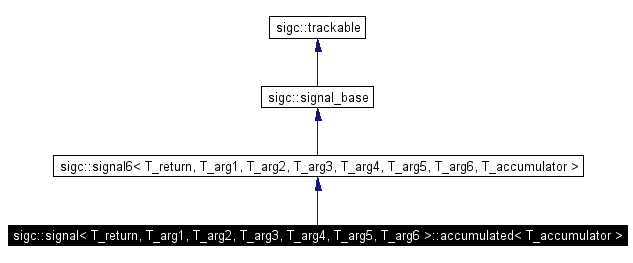 sigc::trackable
sigc::signal_base
sigc::signal6< T_return, T_arg1, T_arg2, T_arg3, T_arg4, T_arg5, T_arg6, T_accumulator >
sigc::signal< T_return, T_arg1, T_arg2, T_arg3, T_arg4, T_arg5, T_arg6 >::accumulated< T_accumulator >